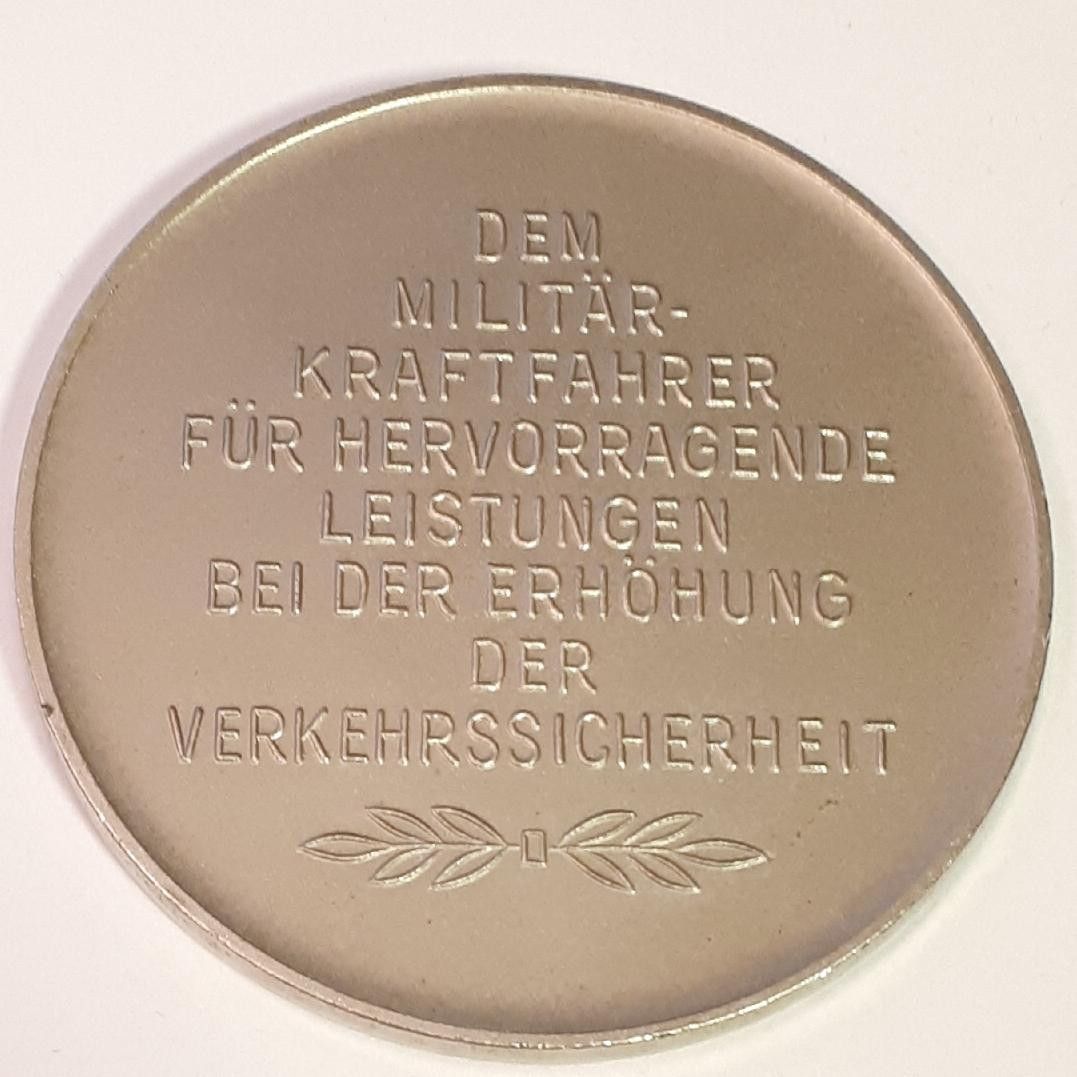 DEM
MILITÄR-
KRAFTFAHRER
FÜR HERVORRAGENDE
LEISTUNGEN
BEI DER ERHÖHUNG
DER
VERKEHRSSICHERHEIT